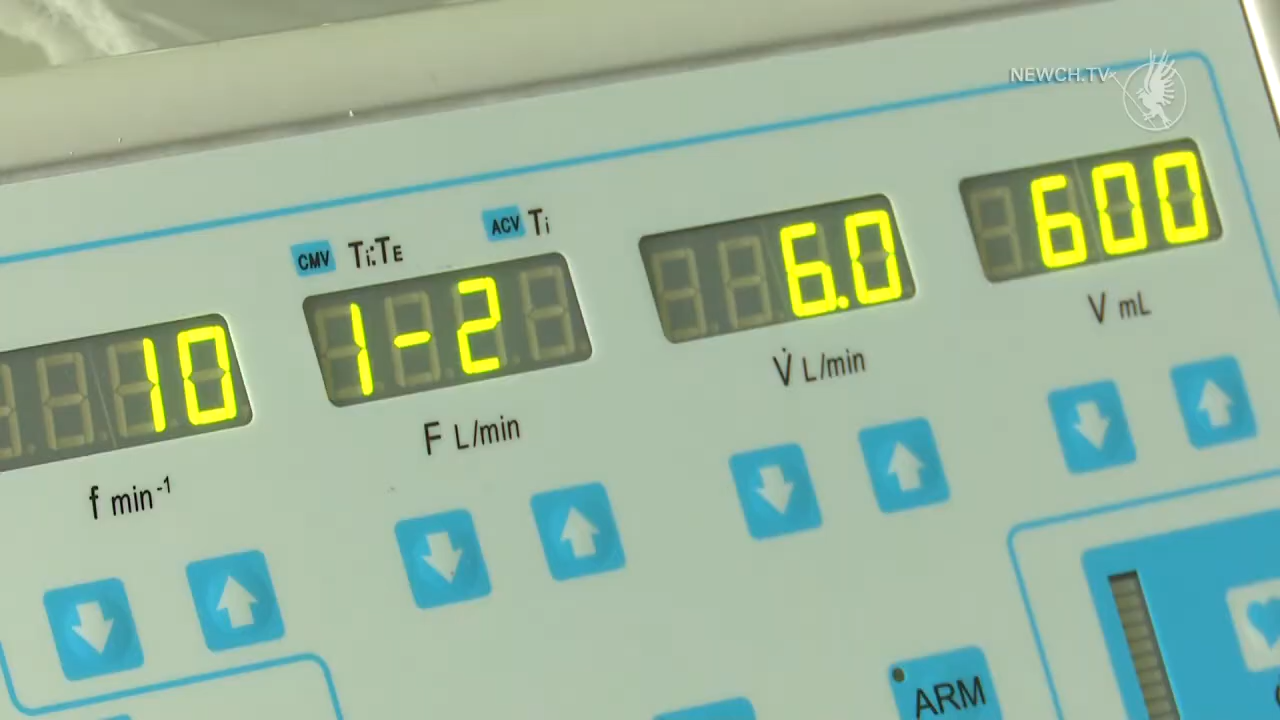 NEWCH.TV
CMV Ti:TE ACV Ti
10 1-2 6.0 600
f min-1 F L/min V̇ L/min V mL
ARM